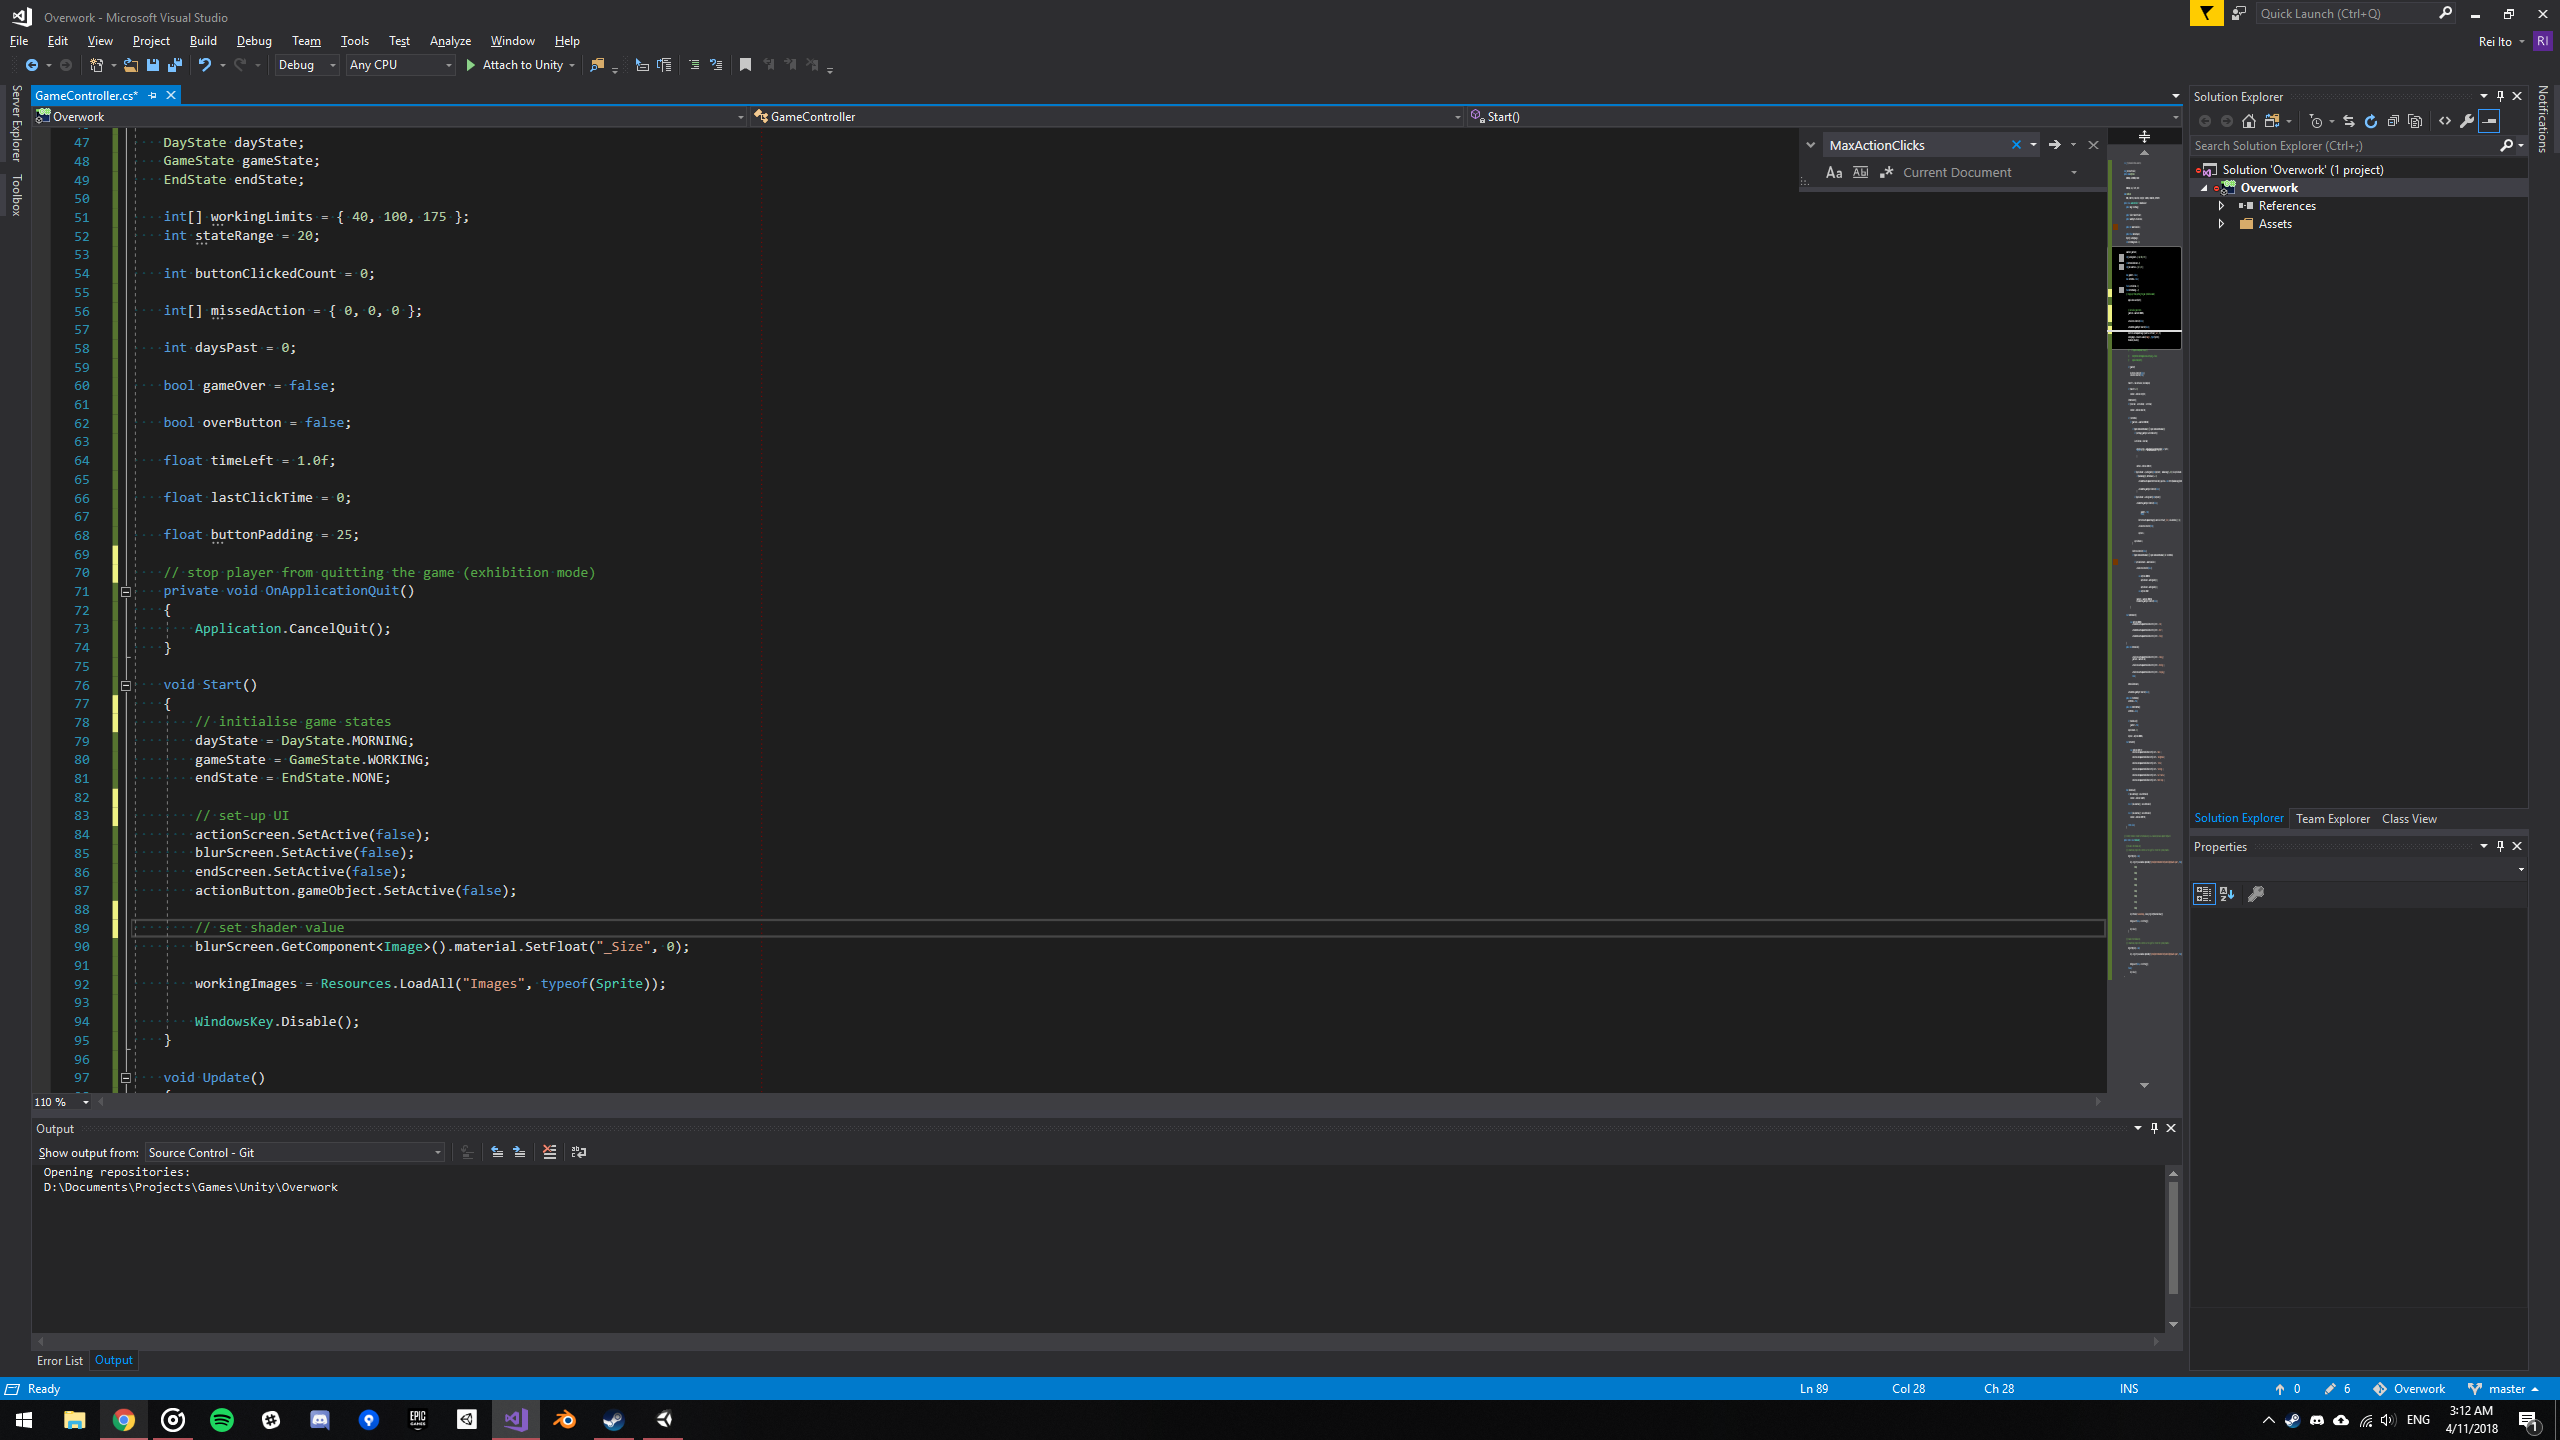 Overwork - Microsoft Visual Studio
Quick Launch (Ctrl+Q)
File Edit View Project Build Debug Team Tools Test Analyze Window Help
Rei Ito RI
Debug Any CPU Attach to Unity
Server Explorer
Toolbox
GameController.cs*
Overwork GameController Start()
MaxActionClicks
Aa Ab Current Document
47 DayState dayState;
48 GameState gameState;
49 EndState endState;
50
51 int[] workingLimits = { 40, 100, 175 };
52 int stateRange = 20;
53
54 int buttonClickedCount = 0;
55
56 int[] missedAction = { 0, 0, 0 };
57
58 int daysPast = 0;
59
60 bool gameOver = false;
61
62 bool overButton = false;
63
64 float timeLeft = 1.0f;
65
66 float lastClickTime = 0;
67
68 float buttonPadding = 25;
69
70 // stop player from quitting the game (exhibition mode)
71 private void OnApplicationQuit()
72 {
73 Application.CancelQuit();
74 }
75
76 void Start()
77 {
78 // initialise game states
79 dayState = DayState.MORNING;
80 gameState = GameState.WORKING;
81 endState = EndState.NONE;
82
83 // set-up UI
84 actionScreen.SetActive(false);
85 blurScreen.SetActive(false);
86 endScreen.SetActive(false);
87 actionButton.gameObject.SetActive(false);
88
89 // set shader value
90 blurScreen.GetComponent<Image>().material.SetFloat("_Size", 0);
91
92 workingImages = Resources.LoadAll("Images", typeof(Sprite));
93
94 WindowsKey.Disable();
95 }
96
97 void Update()
110 %
Output
Show output from: Source Control - Git
Opening repositories:
D:\Documents\Projects\Games\Unity\Overwork
Error List Output
Solution Explorer
Search Solution Explorer (Ctrl+;)
Solution 'Overwork' (1 project)
Overwork
References
Assets
Solution Explorer Team Explorer Class View
Properties
Notifications
Ready Ln 89 Col 28 Ch 28 INS 0 6 Overwork master
EPIC GAMES
ENG
3:12 AM
4/11/2018
1